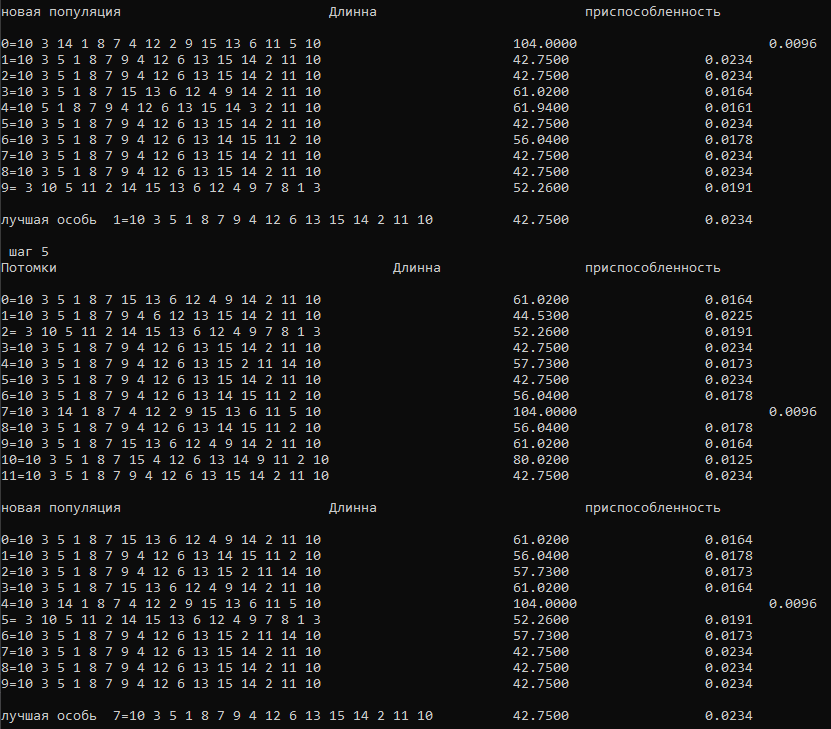 новая популяция Длинна приспособленность
0=10 3 14 1 8 7 4 12 2 9 15 13 6 11 5 10 104.0000 0.0096
1=10 3 5 1 8 7 9 4 12 6 13 15 14 2 11 10 42.7500 0.0234
2=10 3 5 1 8 7 9 4 12 6 13 15 14 2 11 10 42.7500 0.0234
3=10 3 5 1 8 7 15 13 6 12 4 9 14 2 11 10 61.0200 0.0164
4=10 5 1 8 7 9 4 12 6 13 15 14 3 2 11 10 61.9400 0.0161
5=10 3 5 1 8 7 9 4 12 6 13 15 14 2 11 10 42.7500 0.0234
6=10 3 5 1 8 7 9 4 12 6 13 14 15 11 2 10 56.0400 0.0178
7=10 3 5 1 8 7 9 4 12 6 13 15 14 2 11 10 42.7500 0.0234
8=10 3 5 1 8 7 9 4 12 6 13 15 14 2 11 10 42.7500 0.0234
9= 3 10 5 11 2 14 15 13 6 12 4 9 7 8 1 3 52.2600 0.0191
лучшая особь 1=10 3 5 1 8 7 9 4 12 6 13 15 14 2 11 10 42.7500 0.0234
шаг 5
Потомки Длинна приспособленность
0=10 3 5 1 8 7 15 13 6 12 4 9 14 2 11 10 61.0200 0.0164
1=10 3 5 1 8 7 9 4 6 12 13 15 14 2 11 10 44.5300 0.0225
2= 3 10 5 11 2 14 15 13 6 12 4 9 7 8 1 3 52.2600 0.0191
3=10 3 5 1 8 7 9 4 12 6 13 15 14 2 11 10 42.7500 0.0234
4=10 3 5 1 8 7 9 4 12 6 13 15 2 11 14 10 57.7300 0.0173
5=10 3 5 1 8 7 9 4 12 6 13 15 14 2 11 10 42.7500 0.0234
6=10 3 5 1 8 7 9 4 12 6 13 14 15 11 2 10 56.0400 0.0178
7=10 3 14 1 8 7 4 12 2 9 15 13 6 11 5 10 104.0000 0.0096
8=10 3 5 1 8 7 9 4 12 6 13 14 15 11 2 10 56.0400 0.0178
9=10 3 5 1 8 7 15 13 6 12 4 9 14 2 11 10 61.0200 0.0164
10=10 3 5 1 8 7 15 4 12 6 13 14 9 11 2 10 80.0200 0.0125
11=10 3 5 1 8 7 9 4 12 6 13 15 14 2 11 10 42.7500 0.0234
новая популяция Длинна приспособленность
0=10 3 5 1 8 7 15 13 6 12 4 9 14 2 11 10 61.0200 0.0164
1=10 3 5 1 8 7 9 4 12 6 13 14 15 11 2 10 56.0400 0.0178
2=10 3 5 1 8 7 9 4 12 6 13 15 2 11 14 10 57.7300 0.0173
3=10 3 5 1 8 7 15 13 6 12 4 9 14 2 11 10 61.0200 0.0164
4=10 3 14 1 8 7 4 12 2 9 15 13 6 11 5 10 104.0000 0.0096
5= 3 10 5 11 2 14 15 13 6 12 4 9 7 8 1 3 52.2600 0.0191
6=10 3 5 1 8 7 9 4 12 6 13 15 2 11 14 10 57.7300 0.0173
7=10 3 5 1 8 7 9 4 12 6 13 15 14 2 11 10 42.7500 0.0234
8=10 3 5 1 8 7 9 4 12 6 13 15 14 2 11 10 42.7500 0.0234
9=10 3 5 1 8 7 9 4 12 6 13 15 14 2 11 10 42.7500 0.0234
лучшая особь 7=10 3 5 1 8 7 9 4 12 6 13 15 14 2 11 10 42.7500 0.0234